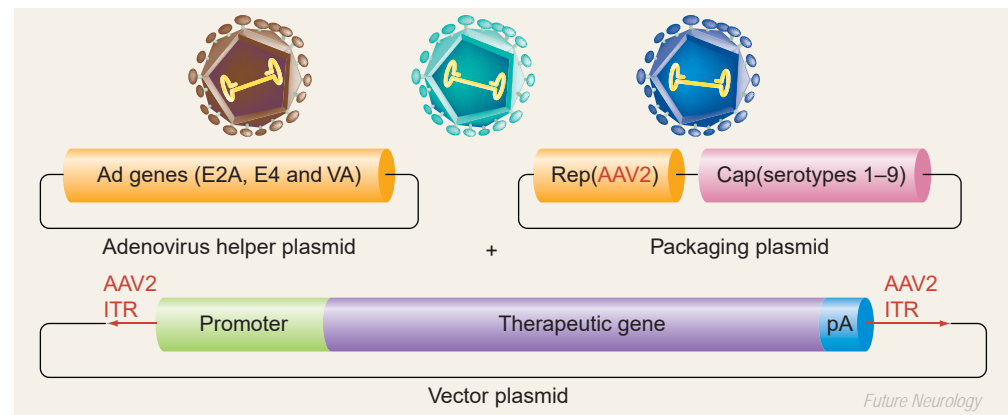 Ad genes (E2A, E4 and VA)
Rep(AAV2)
Cap(serotypes 1–9)
Adenovirus helper plasmid
+
Packaging plasmid
AAV2
ITR
Promoter
Therapeutic gene
pA
AAV2
ITR
Vector plasmid
Future Neurology